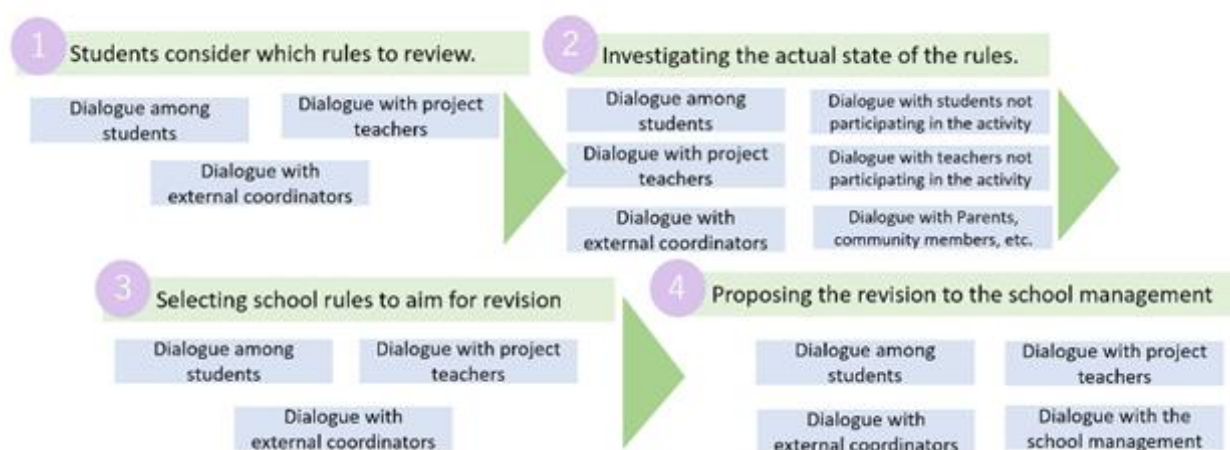 1 Students consider which rules to review.
Dialogue among
students
Dialogue with project
teachers
Dialogue with
external coordinators
2 Investigating the actual state of the rules.
Dialogue among
students
Dialogue with students not
participating in the activity
Dialogue with project
teachers
Dialogue with teachers not
participating in the activity
Dialogue with
external coordinators
Dialogue with Parents,
community members, etc.
3 Selecting school rules to aim for revision
Dialogue among
students
Dialogue with project
teachers
Dialogue with
external coordinators
4 Proposing the revision to the school management
Dialogue among
students
Dialogue with project
teachers
Dialogue with
external coordinators
Dialogue with the
school management